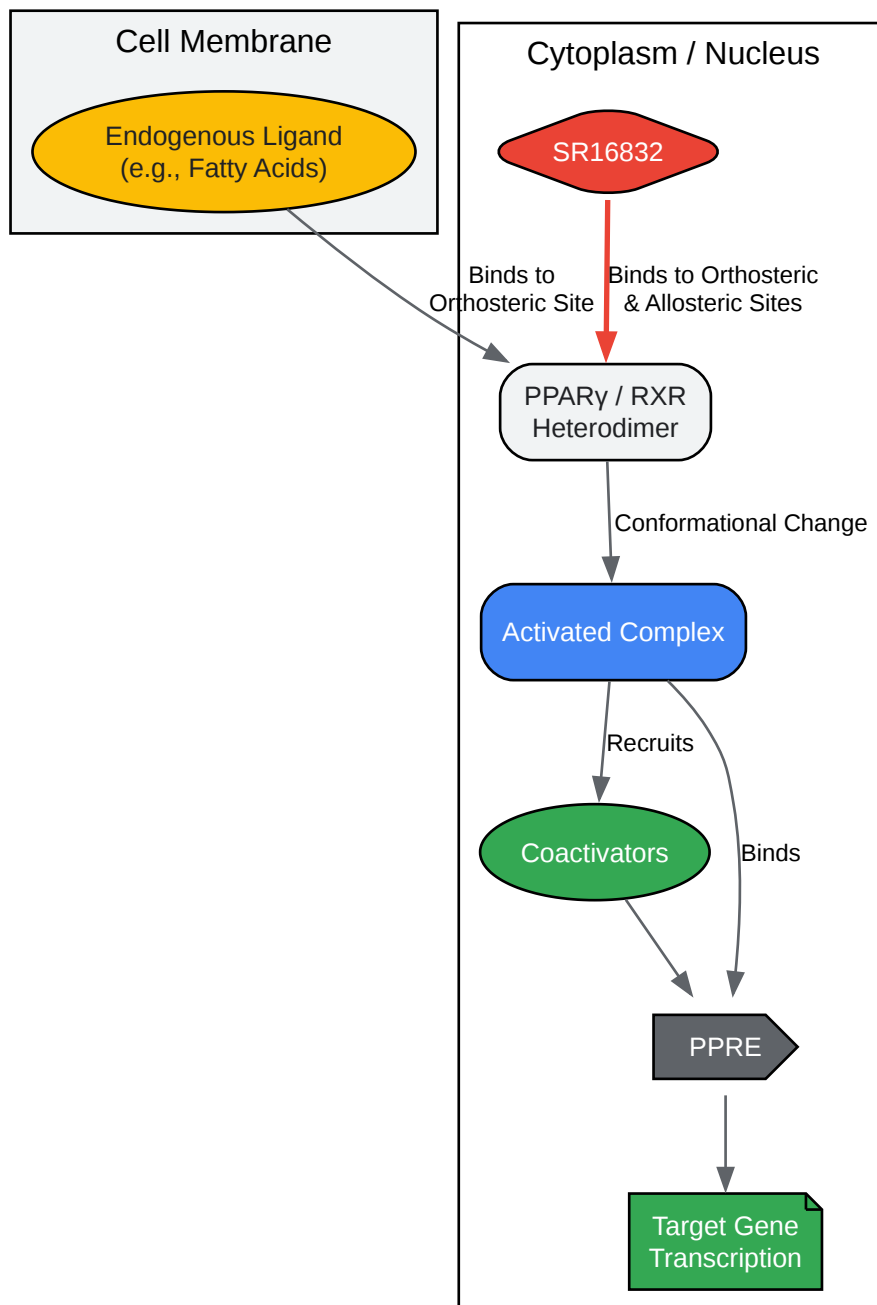 Cell Membrane
Endogenous Ligand
(e.g., Fatty Acids)
Cytoplasm / Nucleus
SR16832
Binds to
Orthosteric Site
Binds to Orthosteric
& Allosteric Sites
PPARγ / RXR
Heterodimer
Conformational Change
Activated Complex
Recruits
Coactivators
Binds
PPRE
Target Gene
Transcription